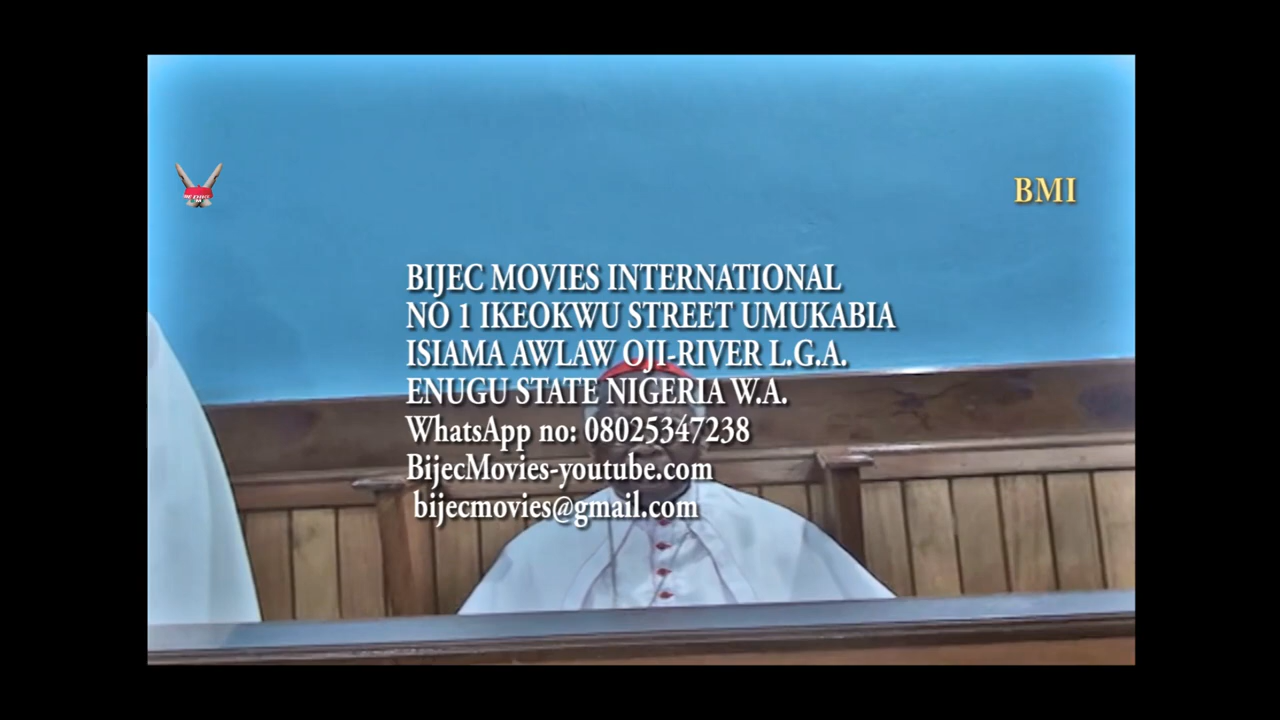 BMI
BIJEC MOVIES INTERNATIONAL
NO 1 IKEOKWU STREET UMUKABIA
ISIAMA AWLAW OJI-RIVER L.G.A.
ENUGU STATE NIGERIA W.A.
WhatsApp no: 08025347238
BijecMovies-youtube.com
bijecmovies@gmail.com